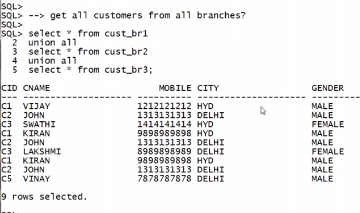 SQL>
SQL> --> get all customers from all branches?
SQL>
SQL> select * from cust_br1
2 union all
3 select * from cust_br2
4 union all
5 select * from cust_br3;
CID CNAME MOBILE CITY GENDER
C1 VIJAY 1212121212 HYD MALE
C2 JOHN 1313131313 DELHI MALE
C3 SWATHI 1414141414 HYD FEMALE
C1 KIRAN 9898989898 HYD MALE
C2 JOHN 1313131313 DELHI MALE
C3 LAKSHMI 8989898989 DELHI FEMALE
C1 KIRAN 9898989898 HYD MALE
C2 JOHN 1313131313 DELHI MALE
C5 VINAY 7878787878 DELHI MALE
9 rows selected.